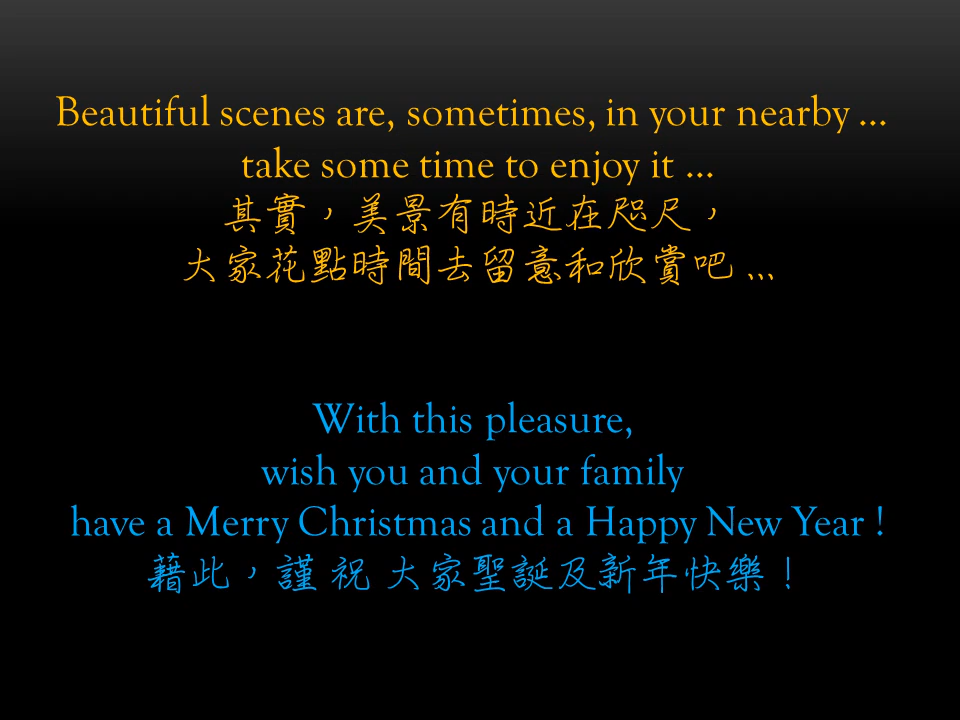 Beautiful scenes are, sometimes, in your nearby ...
take some time to enjoy it ...
其實，美景有時近在咫尺，
大家花點時間去留意和欣賞吧 ...
With this pleasure,
wish you and your family
have a Merry Christmas and a Happy New Year !
藉此，謹 祝 大家聖誕及新年快樂！